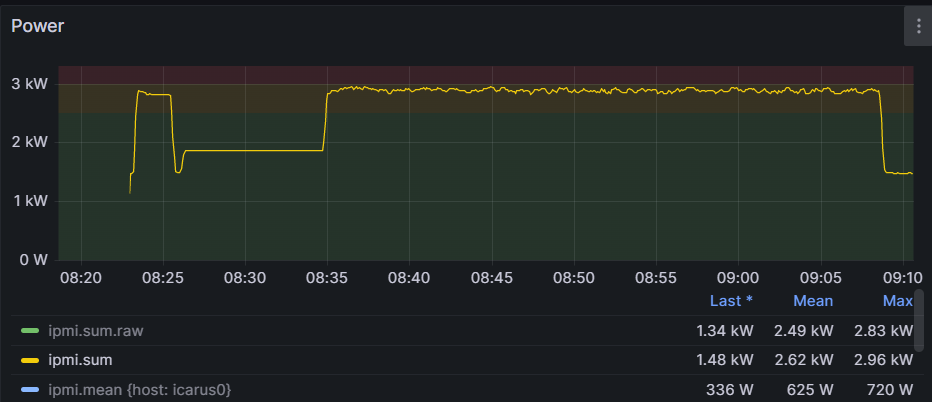 Power
3 kW
2 kW
1 kW
0 W
08:20 08:25 08:30 08:35 08:40 08:45 08:50 08:55 09:00 09:05 09:10
Last * Mean Max
ipmi.sum.raw 1.34 kW 2.49 kW 2.83 kW
ipmi.sum 1.48 kW 2.62 kW 2.96 kW
ipmi.mean {host: icarus0} 336 W 625 W 720 W